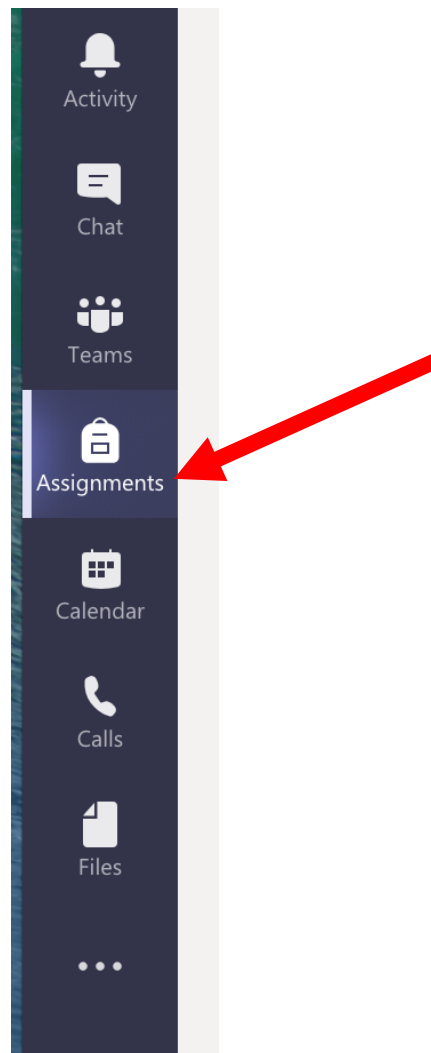 Activity
Chat
Teams
Assignments
Calendar
Calls
Files